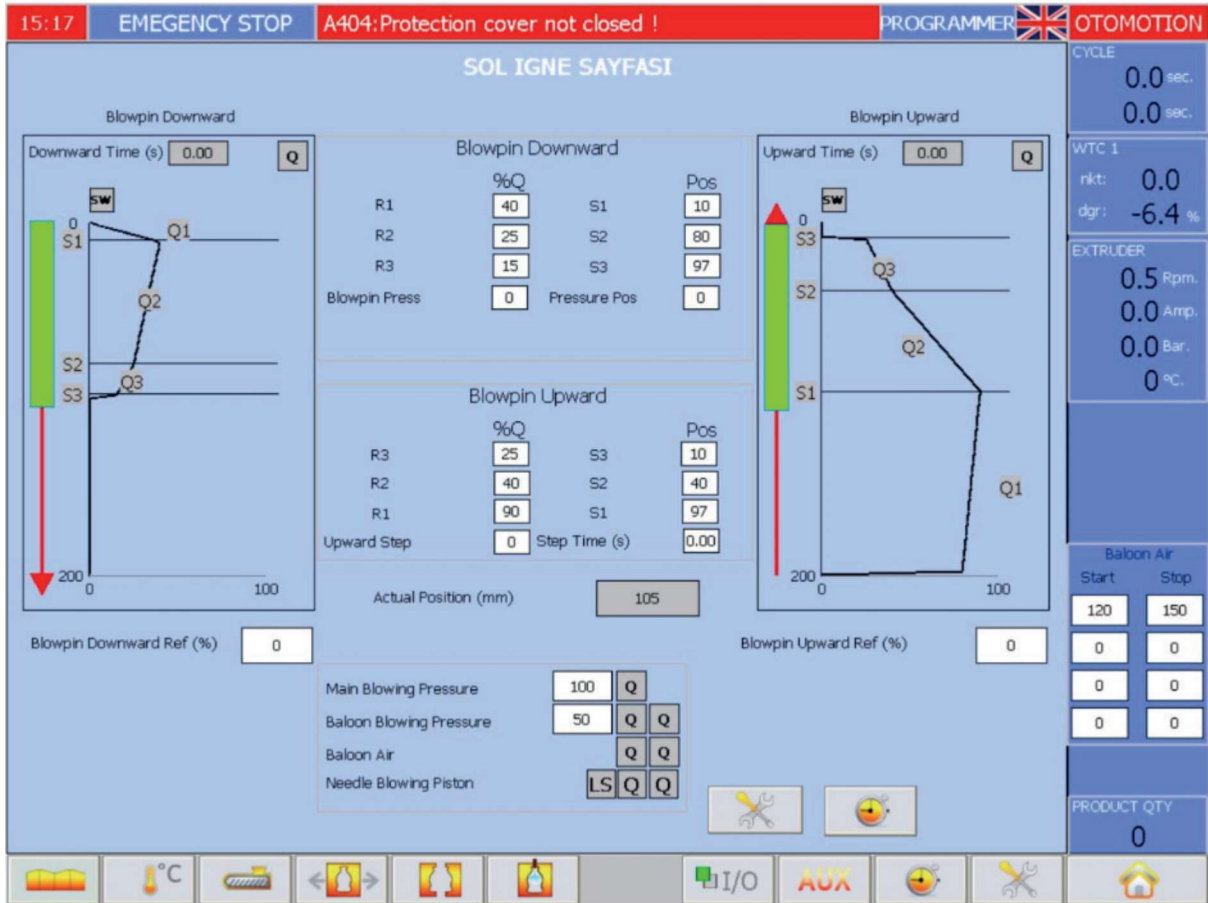 15:17 EMEGENCY STOP A404:Protection cover not closed ! PROGRAMMER OTOMOTION
SOL IGNE SAYFASI
Blowpin Downward
Downward Time (s) 0.00 Q
SW
0
S1 Q1
Q2
S2
S3 Q3
200
0 100
Blowpin Downward Ref (%) 0
Blowpin Downward
%Q Pos
R1 40 S1 10
R2 25 S2 80
R3 15 S3 97
Blowpin Press 0 Pressure Pos 0
Blowpin Upward
%Q Pos
R3 25 S3 10
R2 40 S2 40
R1 90 S1 97
Upward Step 0 Step Time (s) 0.00
Actual Position (mm) 105
Main Blowing Pressure 100 Q
Baloon Blowing Pressure 50 Q Q
Baloon Air Q Q
Needle Blowing Piston LS Q Q
Blowpin Upward
Upward Time (s) 0.00 Q
SW
0
S3
Q3
S2
Q2
S1
Q1
200
0 100
Blowpin Upward Ref (%) 0
CYCLE
0.0 sec.
0.0 sec.
WTC 1
nkt: 0.0
dgr: -6.4 %
EXTRUDER
0.5 Rpm.
0.0 Amp.
0.0 Bar.
0 °C.
Baloon Air
Start Stop
120 150
0 0
0 0
0 0
PRODUCT QTY
0
°C I/O AUX